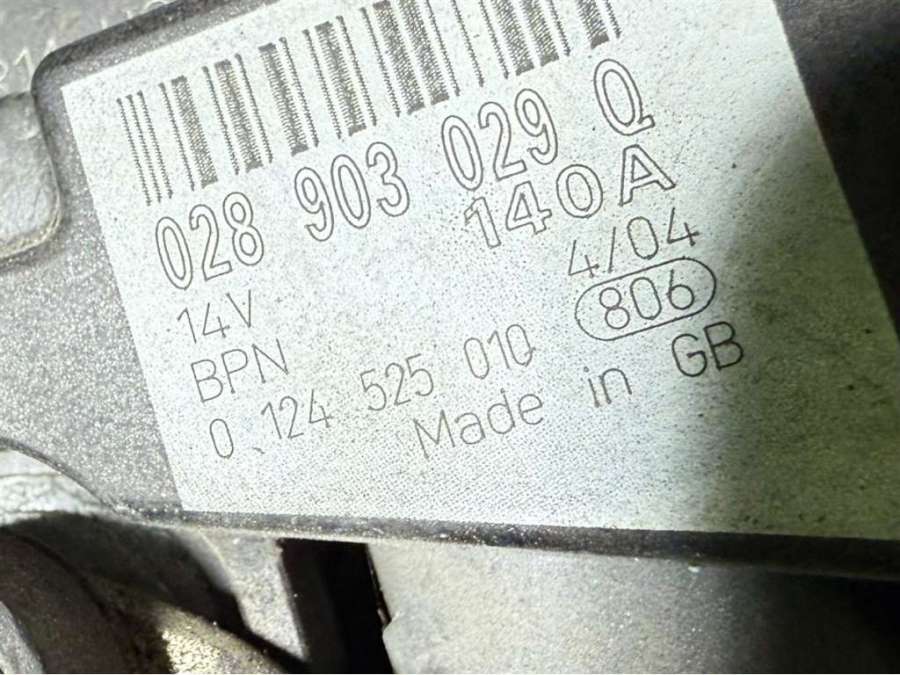 028 903 029 Q
140A
14V 4/04
BPN 806
0 124 525 010
Made in GB